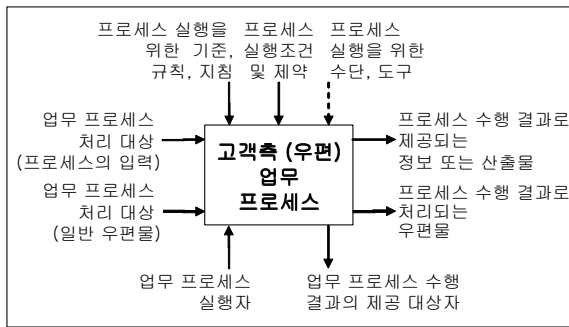 프로세스 실행을
위한 기준,
규칙, 지침
프로세스
실행조건
및 제약
프로세스
실행을 위한
수단, 도구
업무 프로세스
처리 대상
(프로세스의 입력)
업무 프로세스
처리 대상
(일반 우편물)
고객측 (우편)
업무
프로세스
프로세스 수행 결과로
제공되는
정보 또는 산출물
프로세스 수행 결과로
처리되는
우편물
업무 프로세스
실행자
업무 프로세스 수행
결과의 제공 대상자